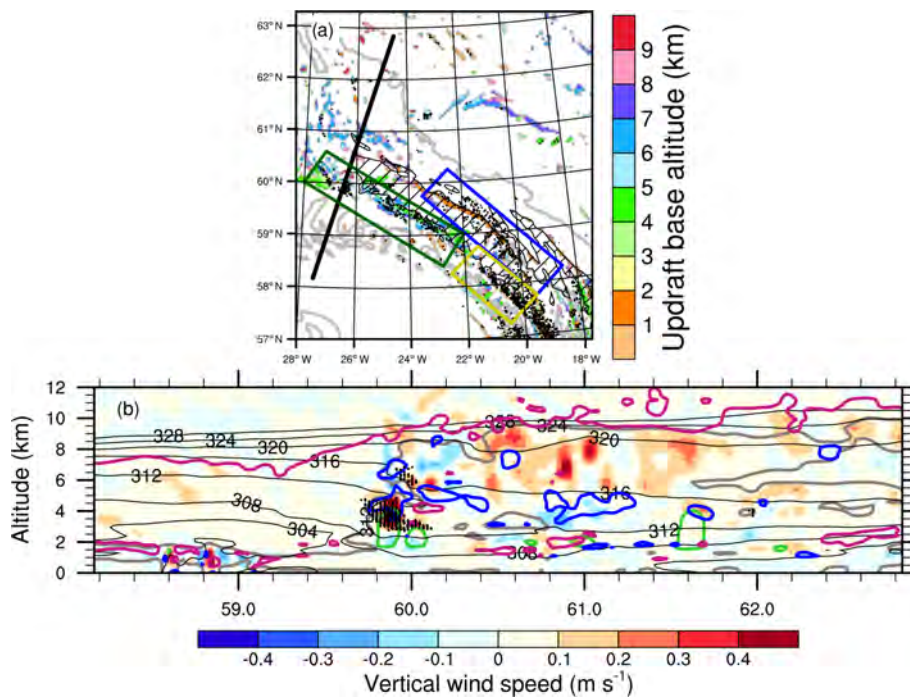 (a)
63°N
62°N
61°N
60°N
59°N
58°N
57°N
28° W 26° W 24° W 22° W 20° W 18° W
9
8
7
6
5
4
3
2
1
Updraft base altitude (km)
(b)
12
10
8
6
4
2
0
Altitude (km)
328
324
320
316
312
308
304
328
324
320
316
312
308
59.0 60.0 61.0 62.0
-0.4 -0.3 -0.2 -0.1 0 0.1 0.2 0.3 0.4
Vertical wind speed (m s⁻¹)